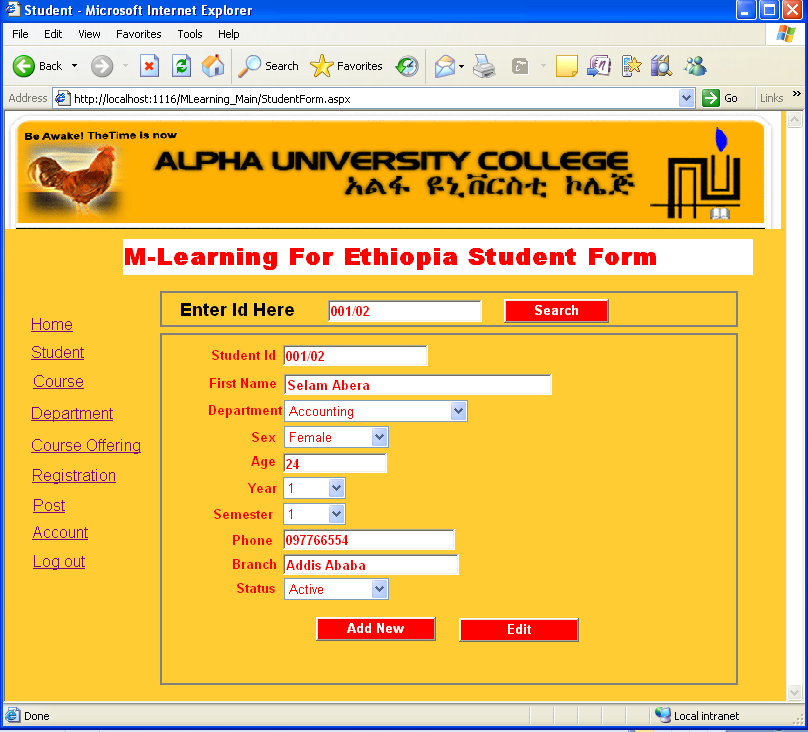 Student - Microsoft Internet Explorer
File Edit View Favorites Tools Help
Back Search Favorites
Address http://localhost:1116/MLearning_Main/StudentForm.aspx Go Links »
Be Awake! TheTime is now
ALPHA UNIVERSITY COLLEGE
አልፋ ዩኒቨርስቲ ኮሌጅ
M-Learning For Ethiopia Student Form
Enter Id Here 001/02 Search
Home
Student
Course
Department
Course Offering
Registration
Post
Account
Log out
Student Id 001/02
First Name Selam Abera
Department Accounting
Sex Female
Age 24
Year 1
Semester 1
Phone 097766554
Branch Addis Ababa
Status Active
Add New Edit
Done Local intranet